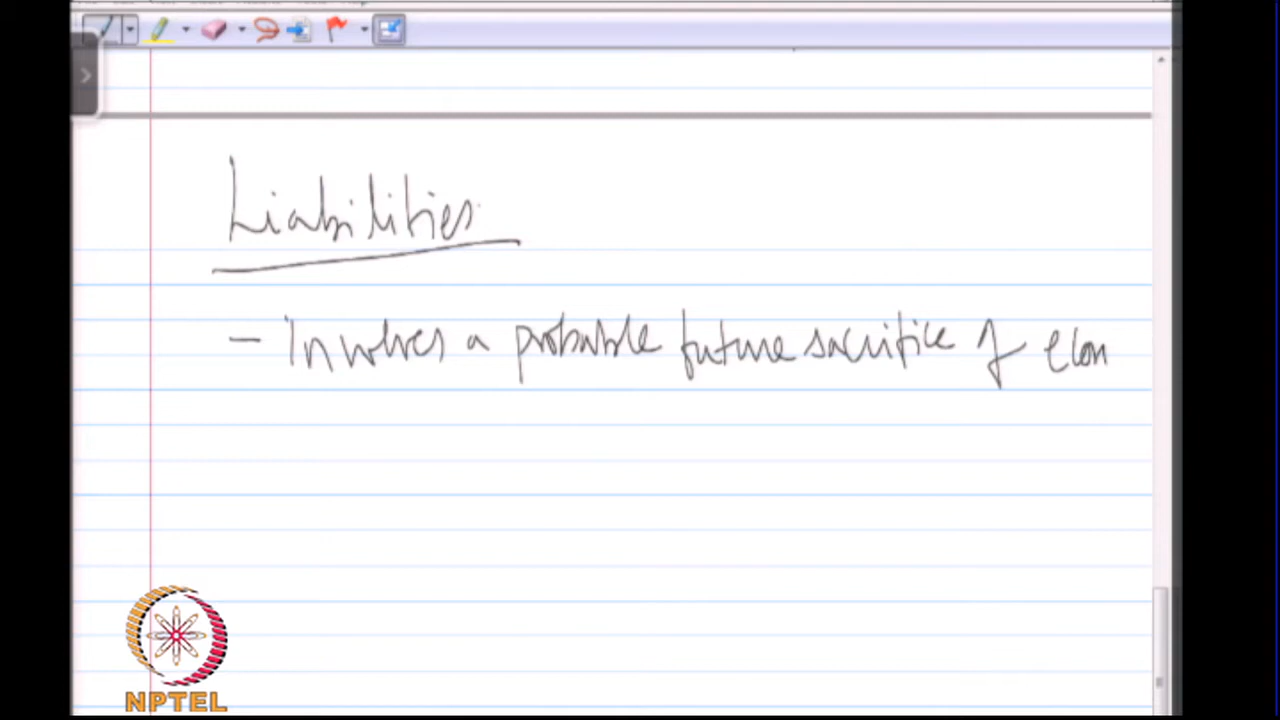 Liabilities
- Involves a probable future sacrifice of econ
NPTEL